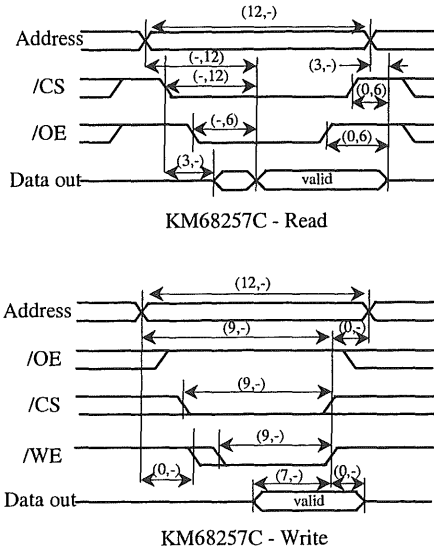 (12,-)
Address
(-,12)
(3,-)
(-,12)
/CS
(0,6)
(-,6)
(0,6)
/OE
(3,-)
Data out
valid
KM68257C - Read
(12,-)
Address
(9,-)
(0,-)
/OE
(9,-)
/CS
(9,-)
/WE
(0,-)
(7,-)
(0,-)
Data out
valid
KM68257C - Write